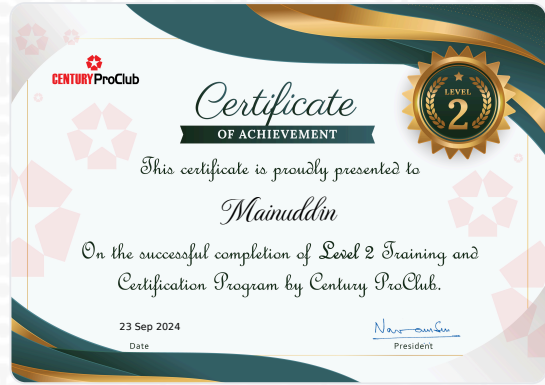 CENTURY ProClub
Certificate
OF ACHIEVEMENT
LEVEL
2
This certificate is proudly presented to
Mainuddin
On the successful completion of Level 2 Training and
Certification Program by Century ProClub.
23 Sep 2024
Date
President